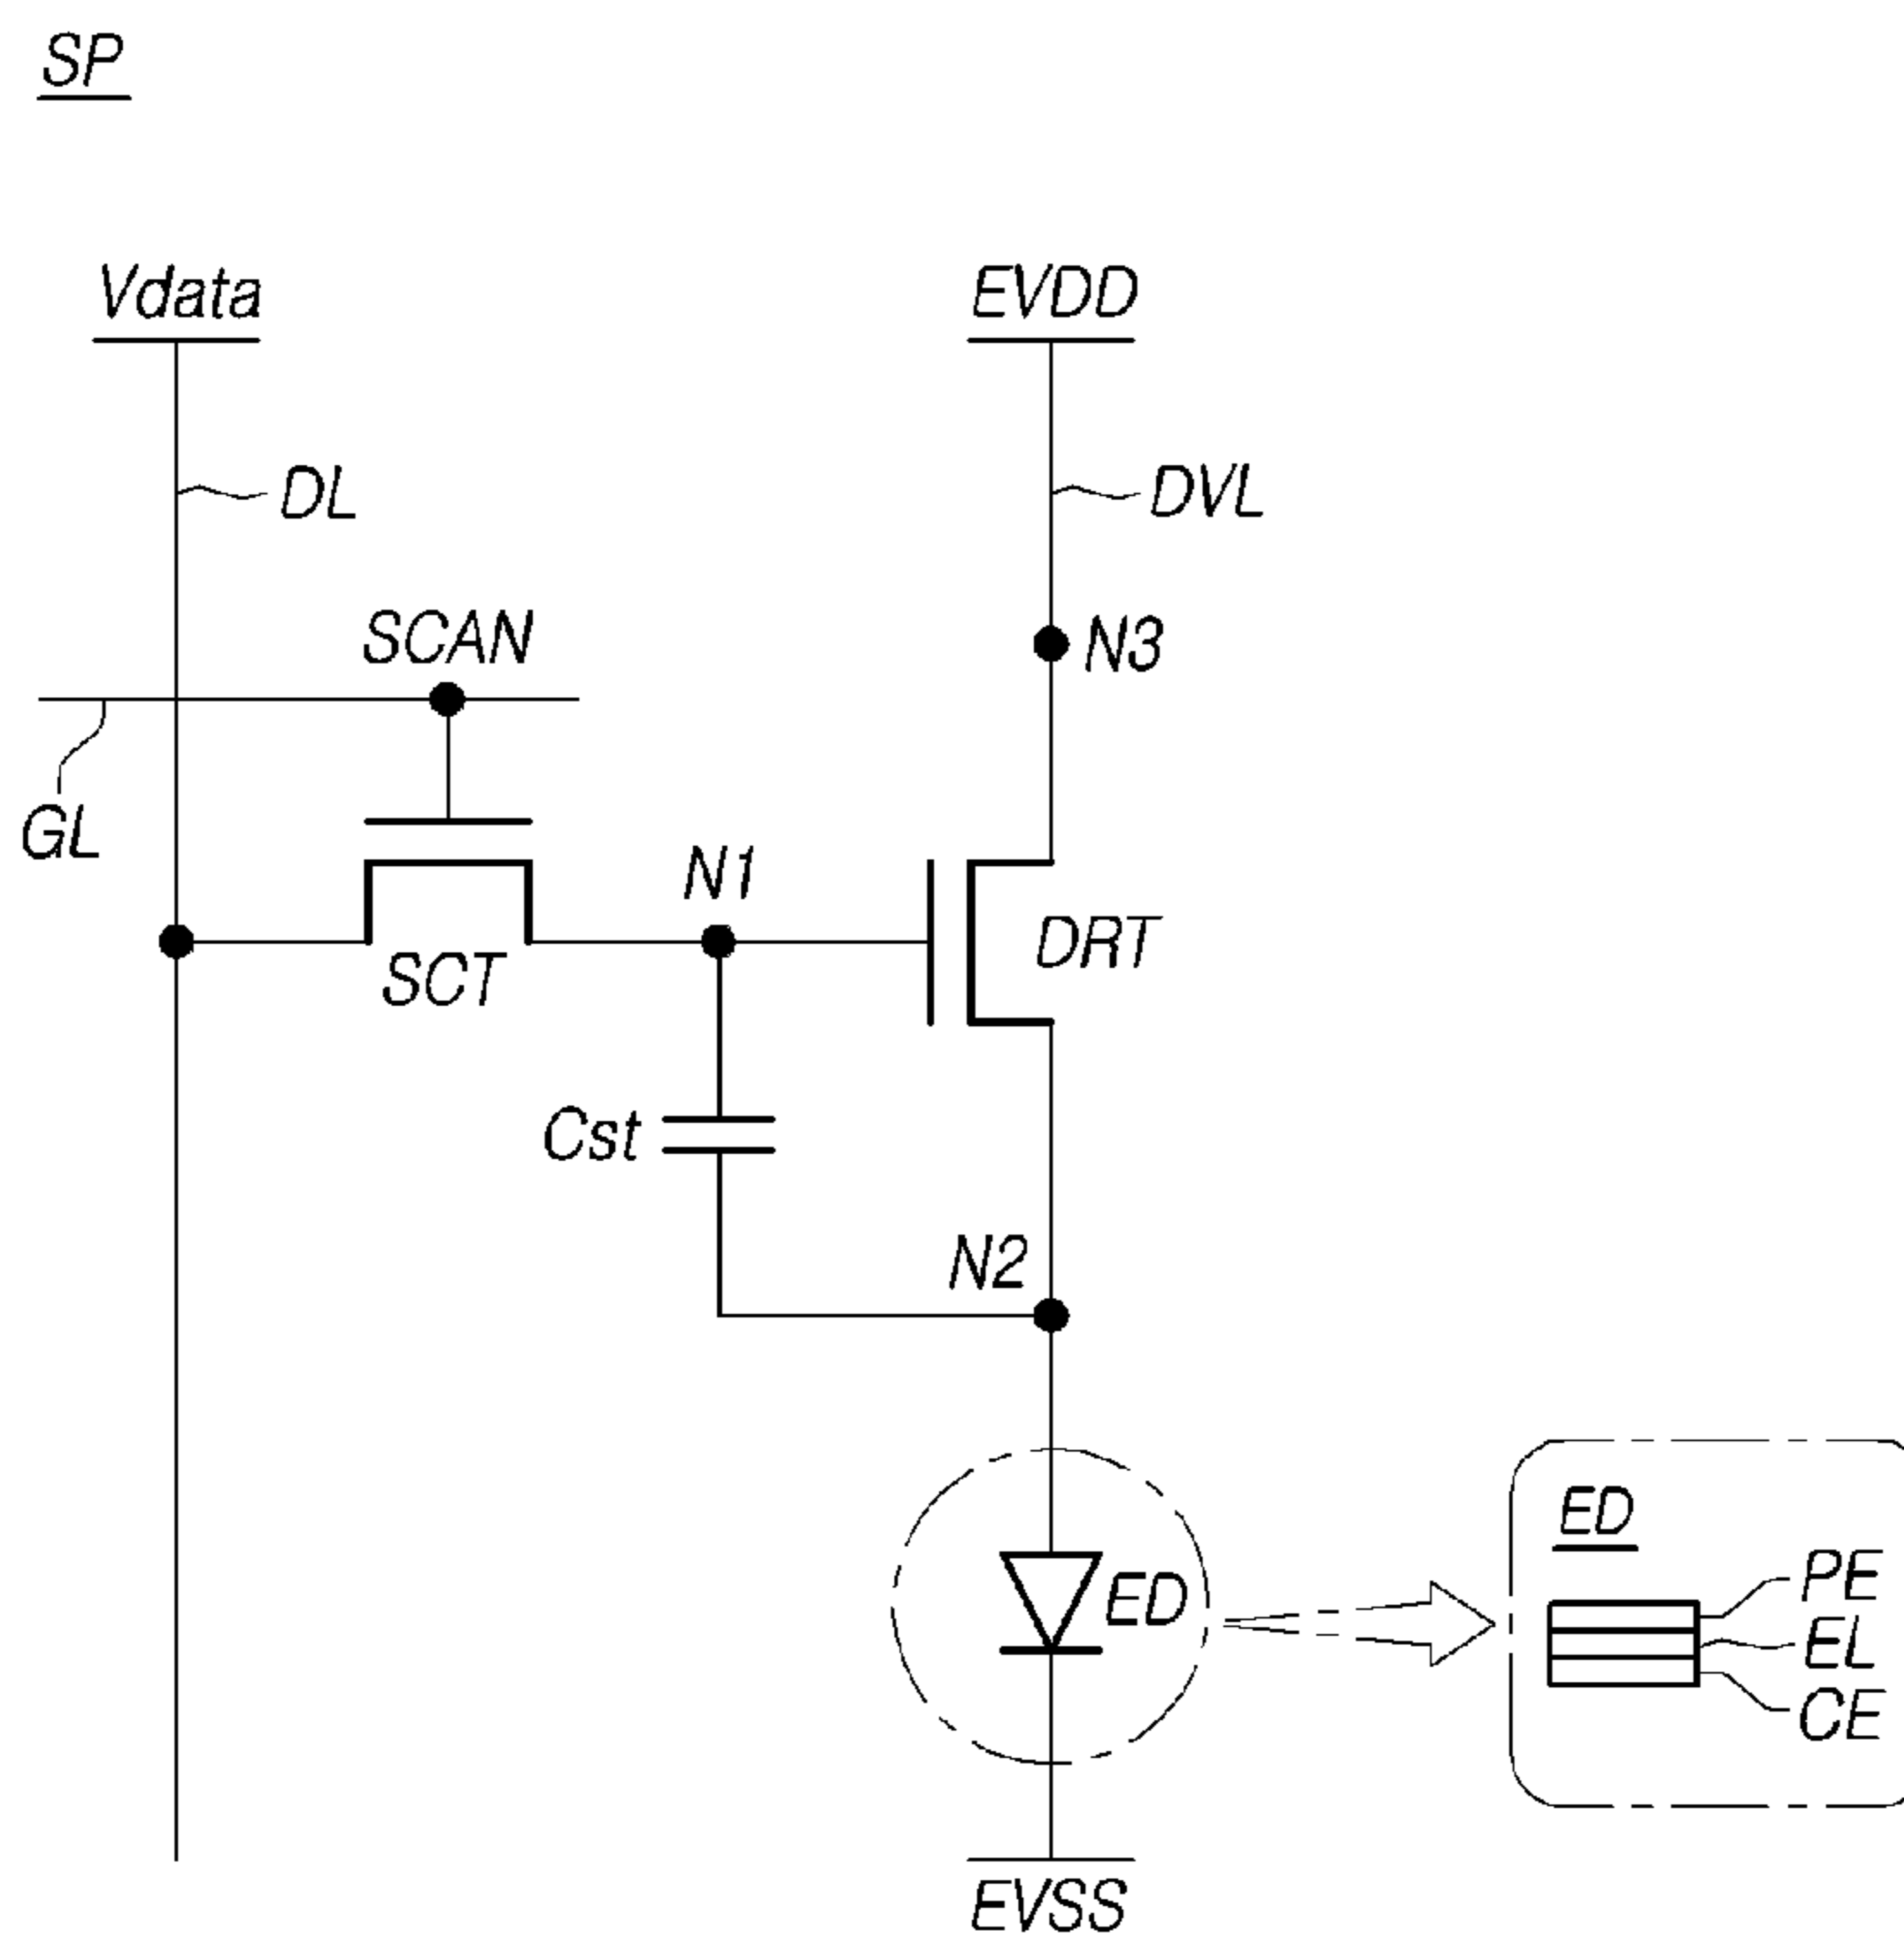 SP
Vdata
EVDD
DL
DVL
SCAN
N3
GL
N1
SCT
DRT
Cst
N2
ED
ED
PE
EL
CE
EVSS